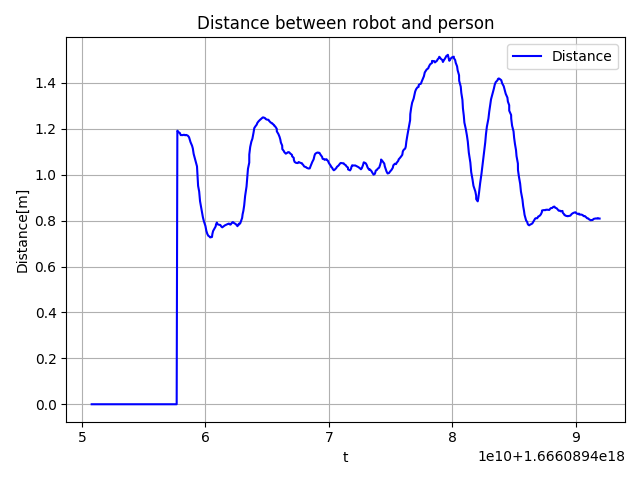 Distance between robot and person
Distance
Distance[m]
1.4
1.2
1.0
0.8
0.6
0.4
0.2
0.0
5 6 7 8 9
1e10+1.6660894e18
t